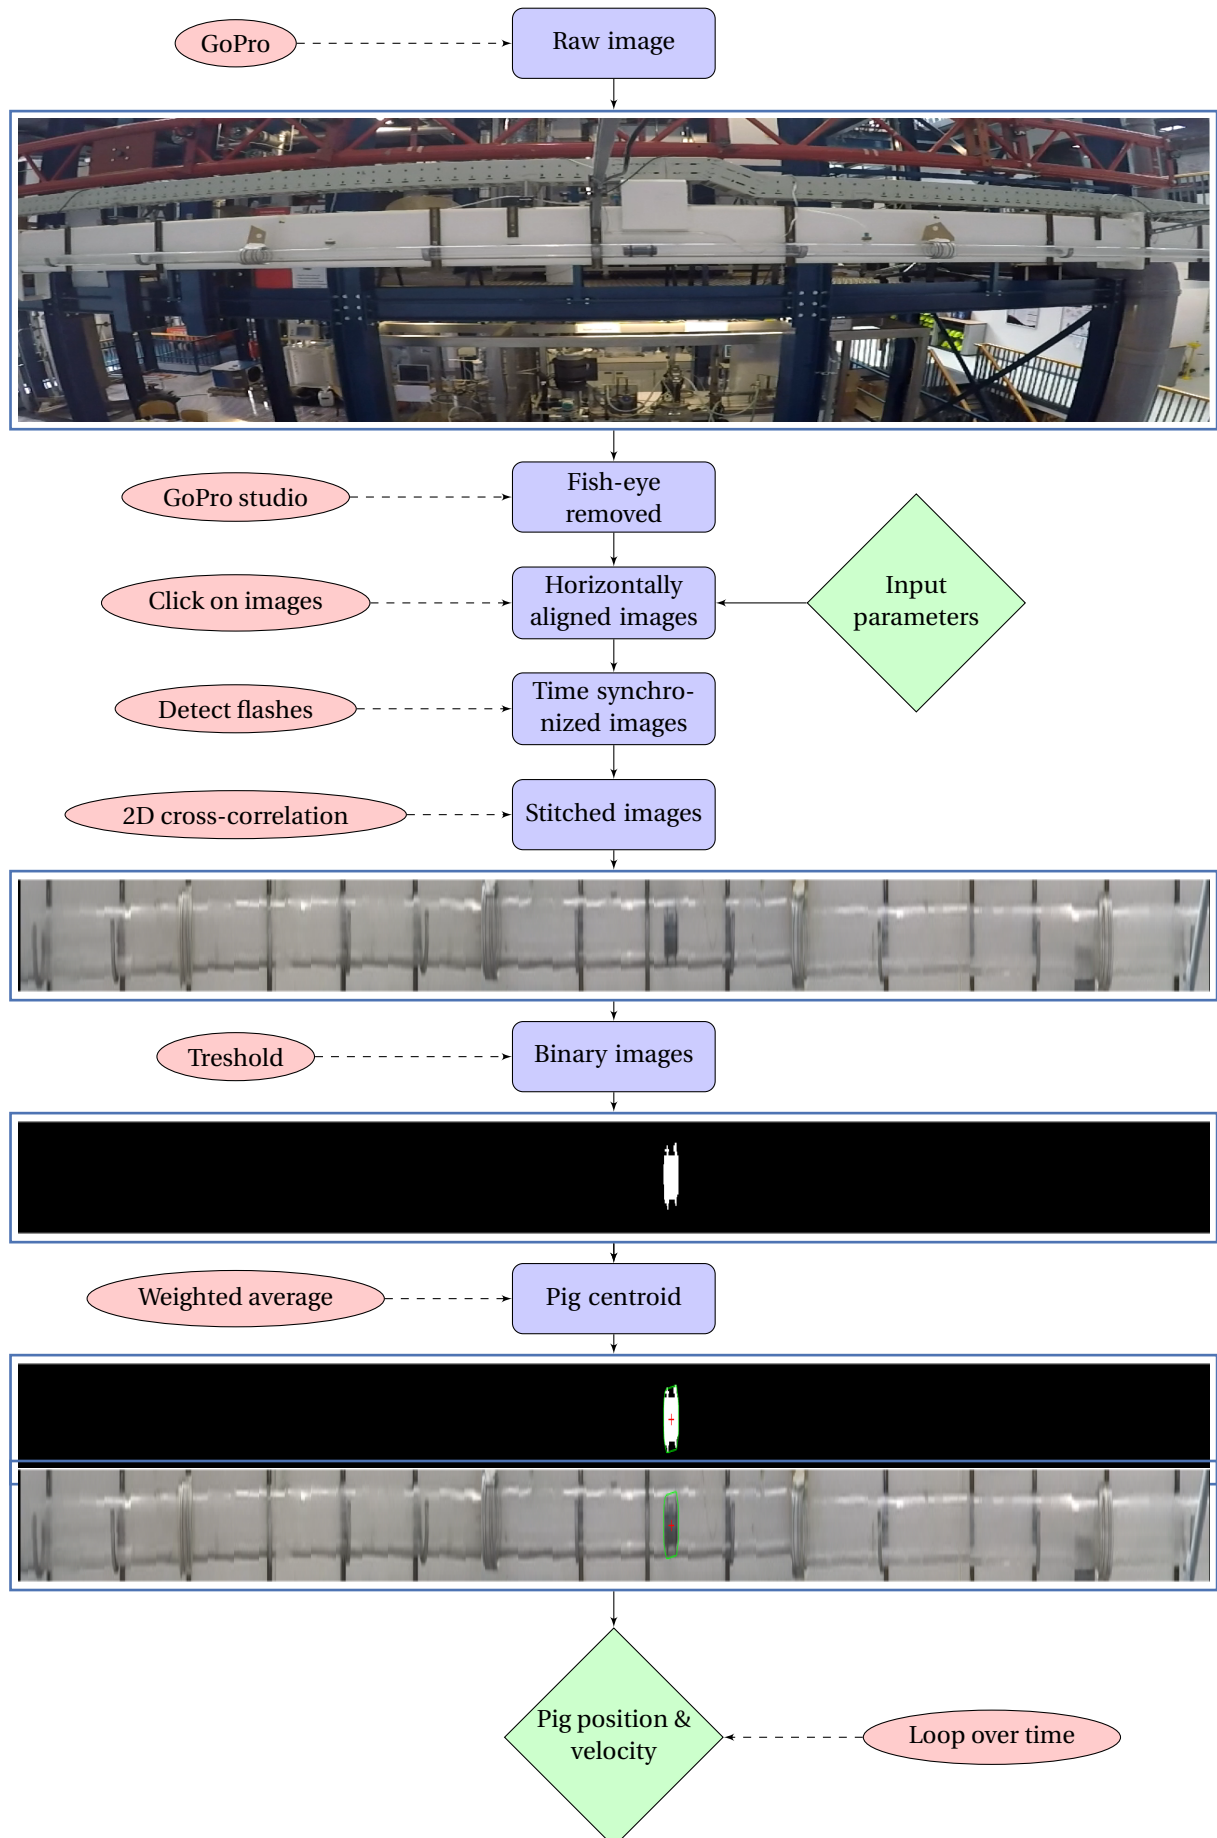 GoPro
Raw image
GoPro studio
Fish-eye
removed
Click on images
Horizontally
aligned images
Input
parameters
Detect flashes
Time synchro-
nized images
2D cross-correlation
Stitched images
Treshold
Binary images
Weighted average
Pig centroid
Pig position &
velocity
Loop over time